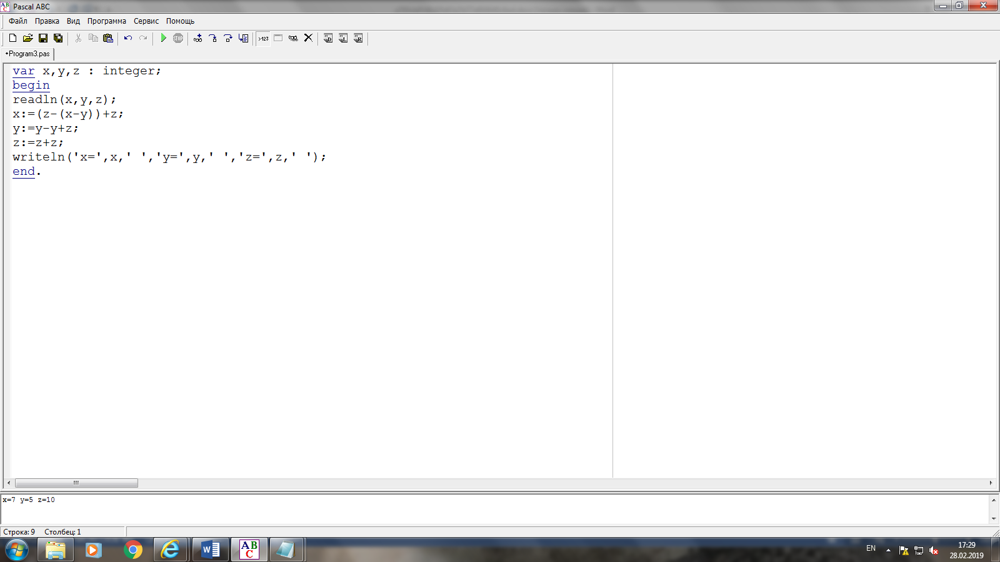 Pascal ABC
Файл Правка Вид Программа Сервис Помощь
•Program3.pas
var x,y,z : integer;
begin
readln(x,y,z);
x:=(z-(x-y))+z;
y:=y-y+z;
z:=z+z;
writeln('x=',x,' ','y=',y,' ','z=',z,' ');
end.
x=7 y=5 z=10
Строка: 9 Столбец: 1
EN
17:29
28.02.2019